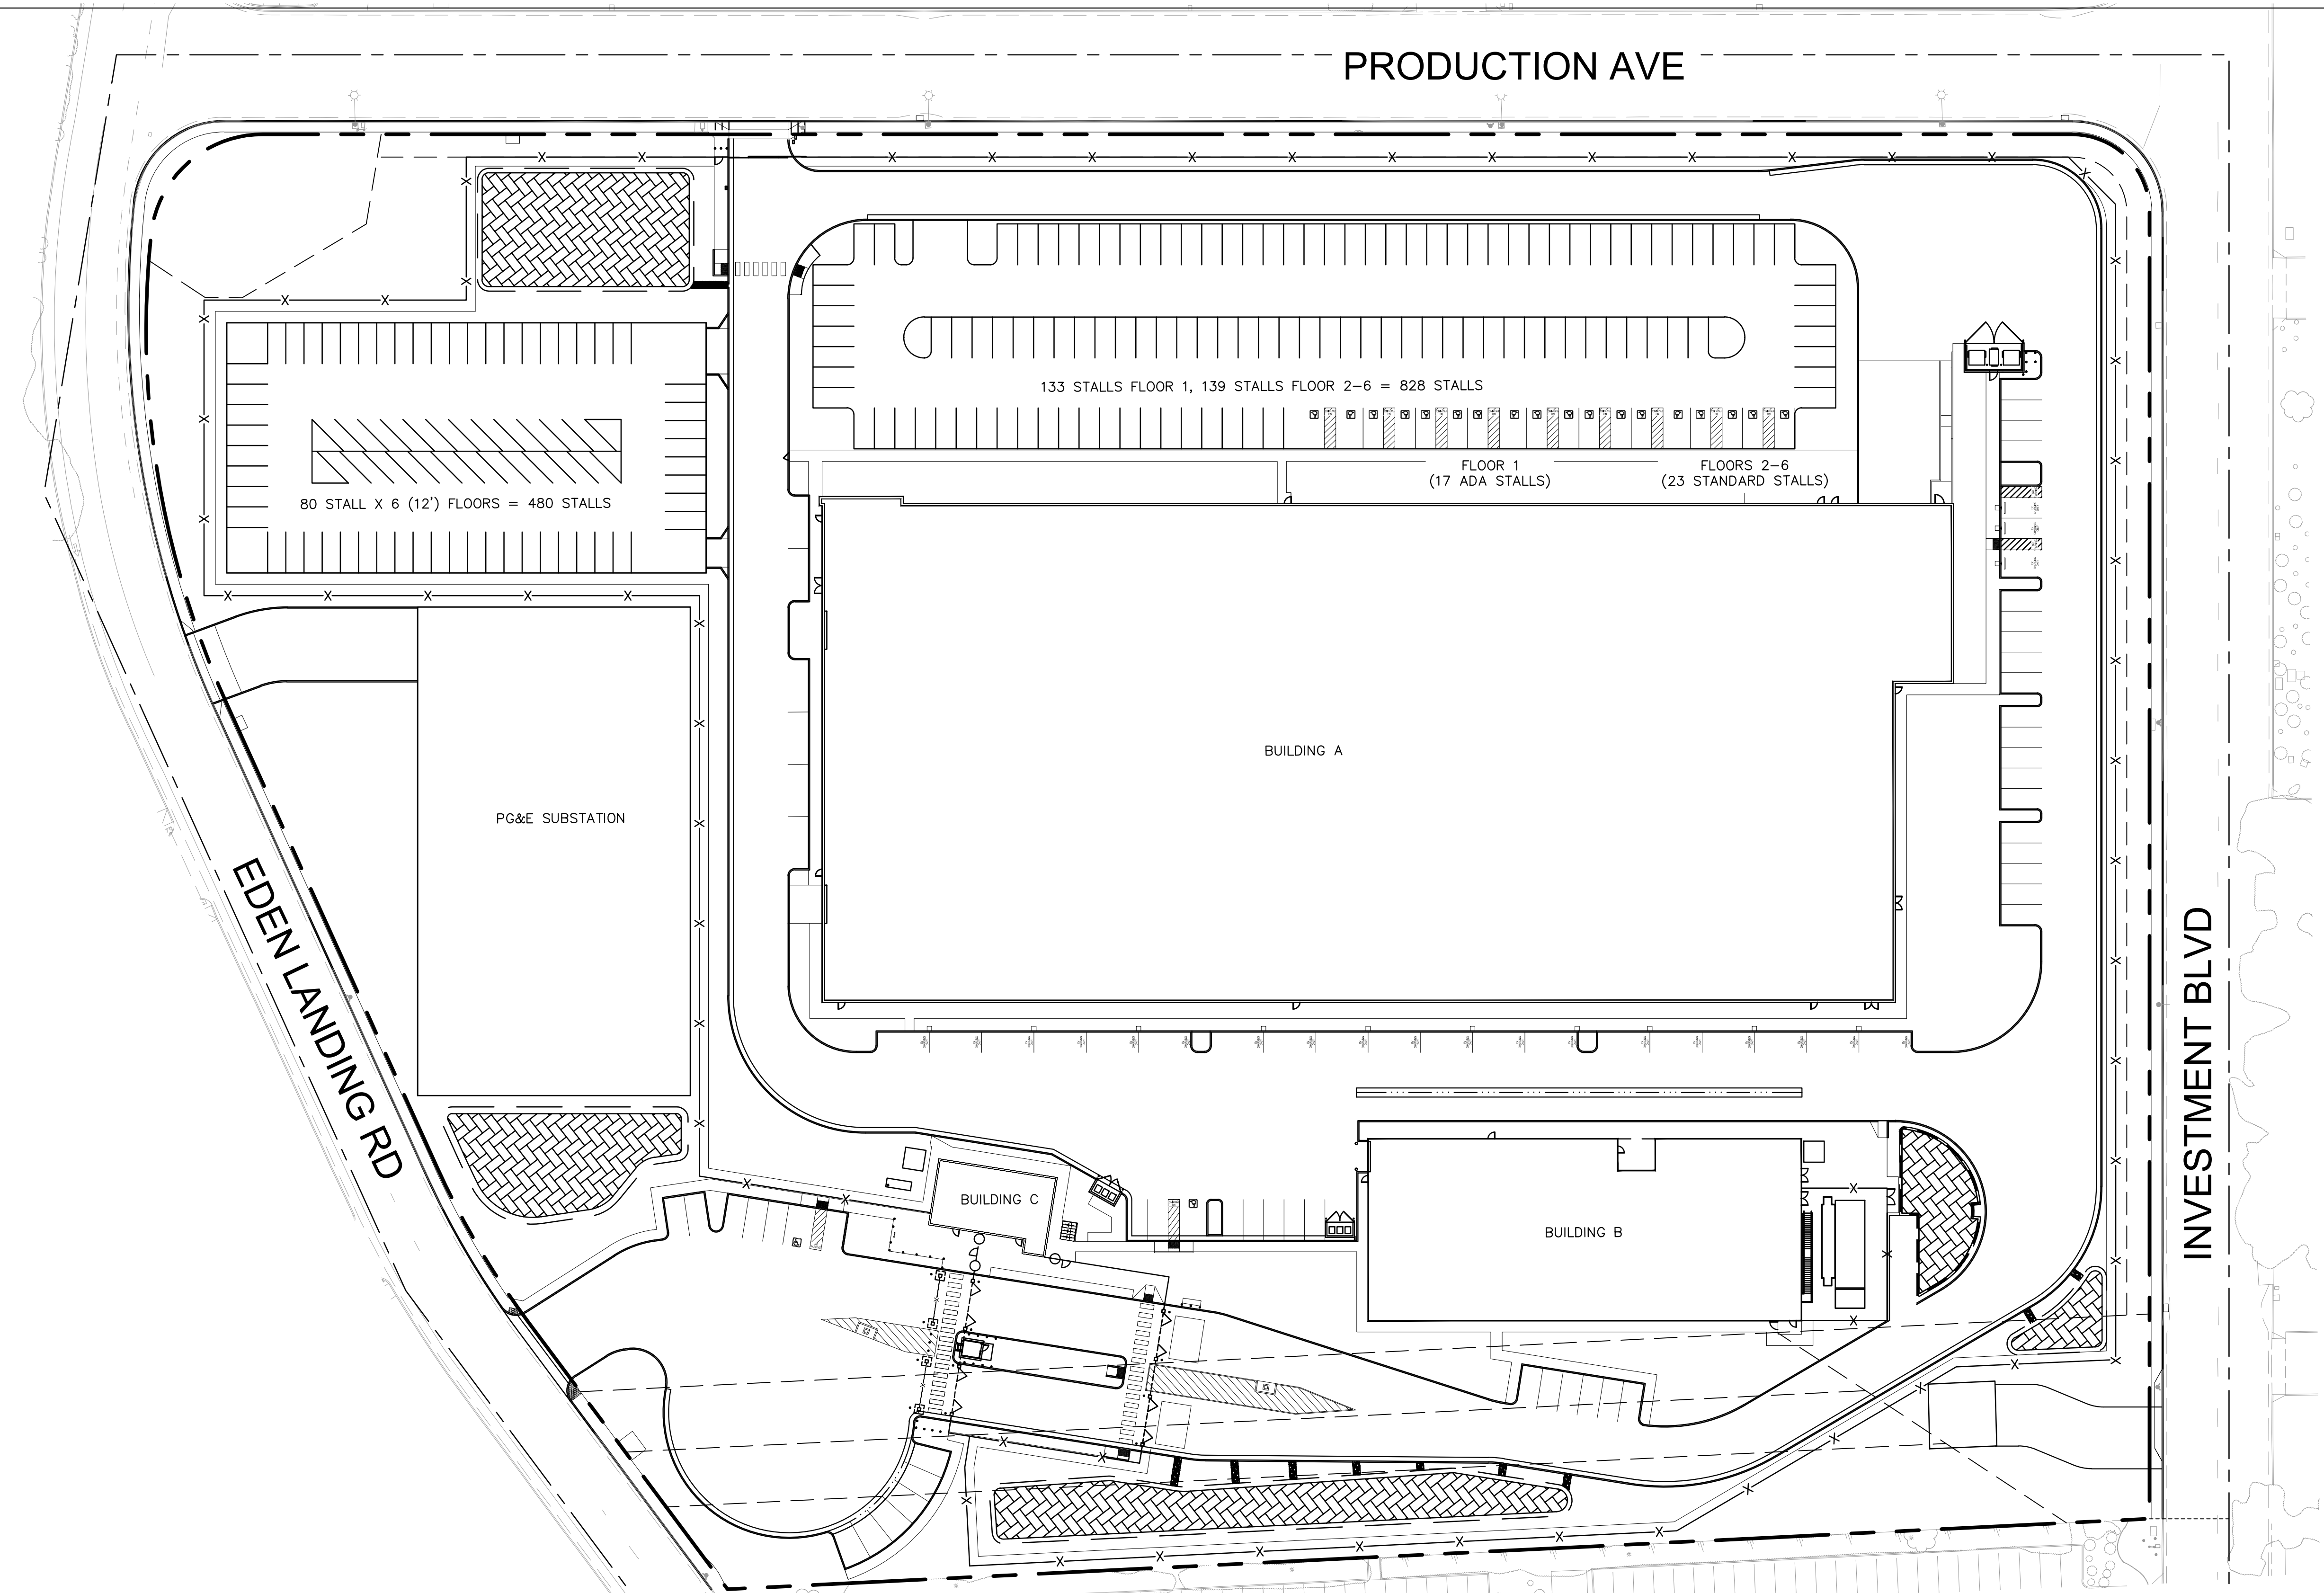 PRODUCTION AVE
133 STALLS FLOOR 1, 139 STALLS FLOOR 2-6 = 828 STALLS
FLOOR 1
(17 ADA STALLS)
FLOORS 2-6
(23 STANDARD STALLS)
80 STALL X 6 (12') FLOORS = 480 STALLS
BUILDING A
PG&E SUBSTATION
EDEN LANDING RD
INVESTMENT BLVD
BUILDING C
BUILDING B